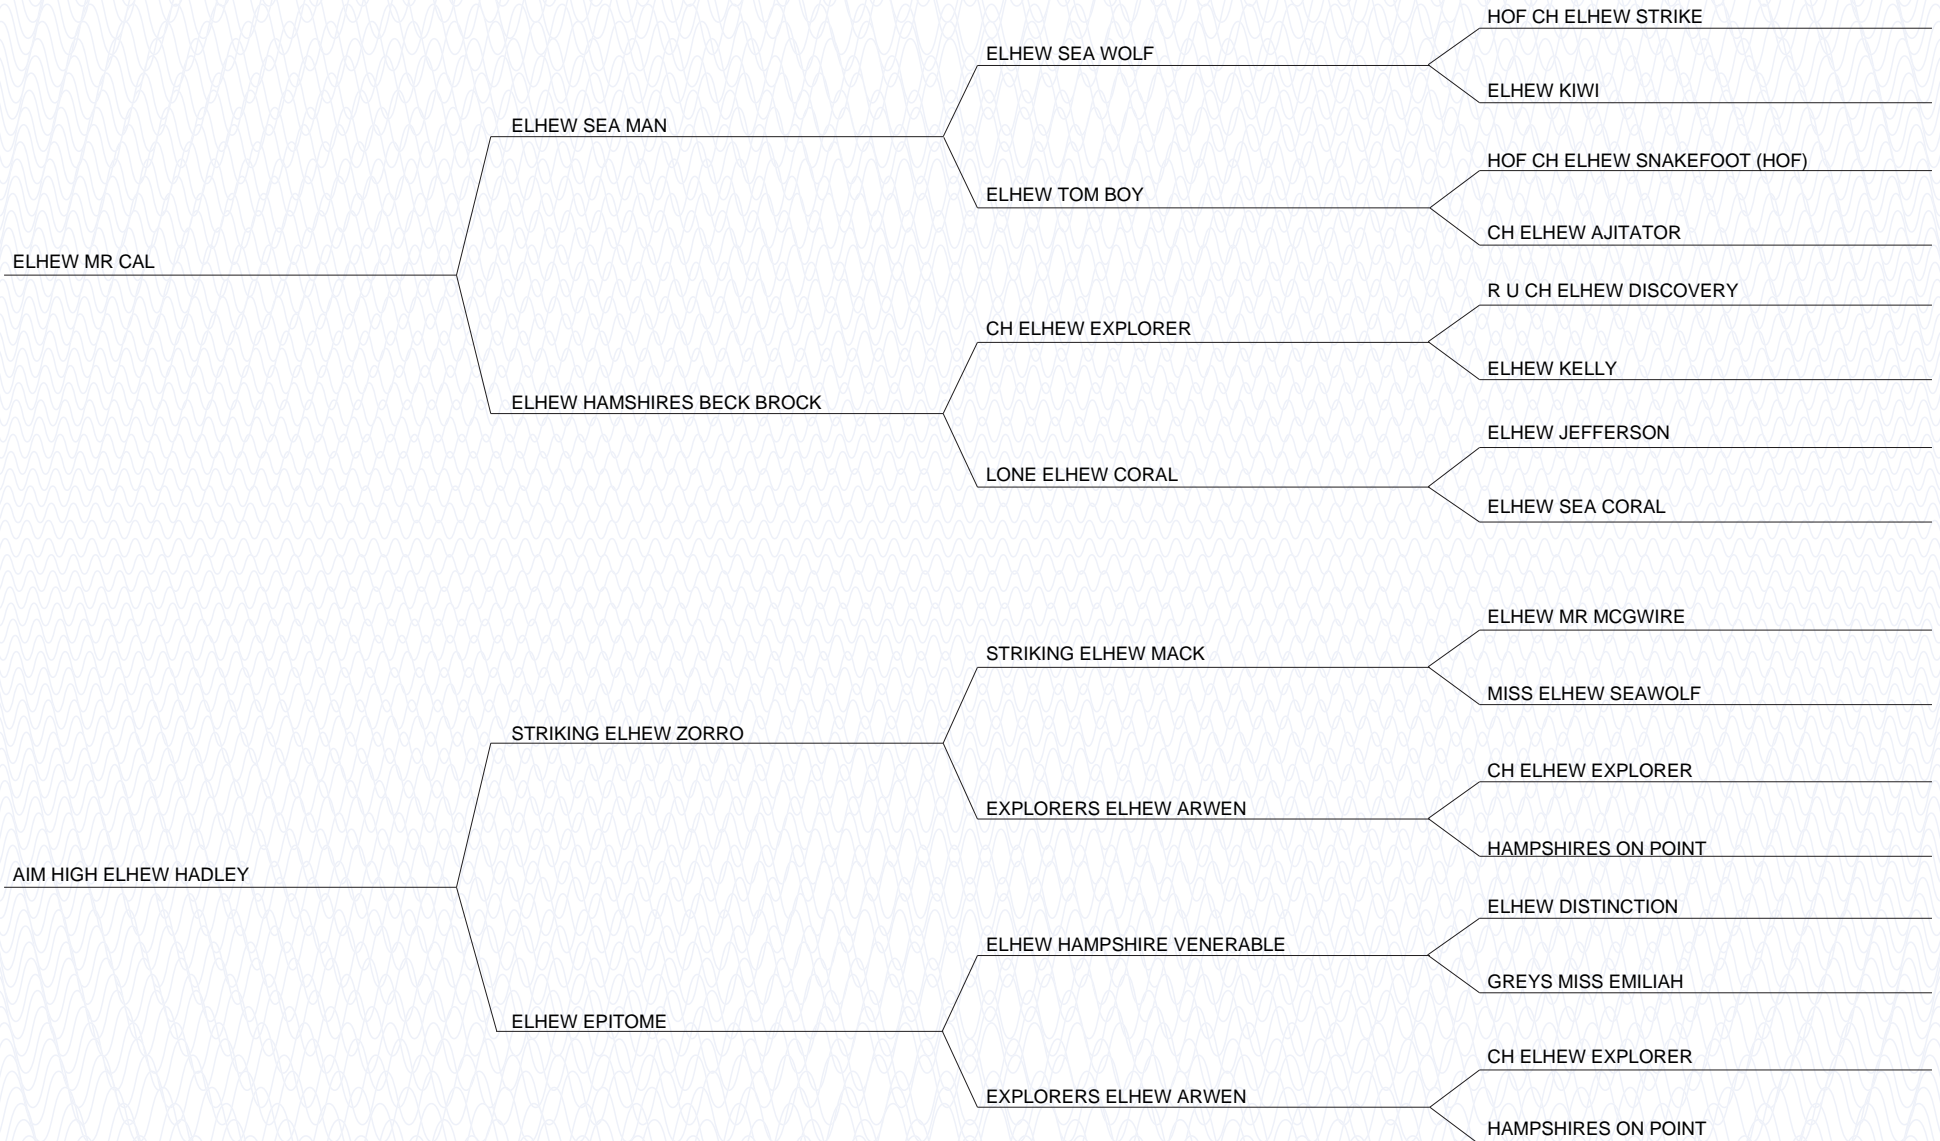 HOF CH ELHEW STRIKE
ELHEW SEA WOLF
ELHEW KIWI
ELHEW SEA MAN
HOF CH ELHEW SNAKEFOOT (HOF)
ELHEW TOM BOY
CH ELHEW AJITATOR
ELHEW MR CAL
R U CH ELHEW DISCOVERY
CH ELHEW EXPLORER
ELHEW KELLY
ELHEW HAMSHIRES BECK BROCK
ELHEW JEFFERSON
LONE ELHEW CORAL
ELHEW SEA CORAL
ELHEW MR MCGWIRE
STRIKING ELHEW MACK
MISS ELHEW SEAWOLF
STRIKING ELHEW ZORRO
CH ELHEW EXPLORER
EXPLORERS ELHEW ARWEN
HAMPSHIRES ON POINT
AIM HIGH ELHEW HADLEY
ELHEW DISTINCTION
ELHEW HAMPSHIRE VENERABLE
GREYS MISS EMILIAH
ELHEW EPITOME
CH ELHEW EXPLORER
EXPLORERS ELHEW ARWEN
HAMPSHIRES ON POINT